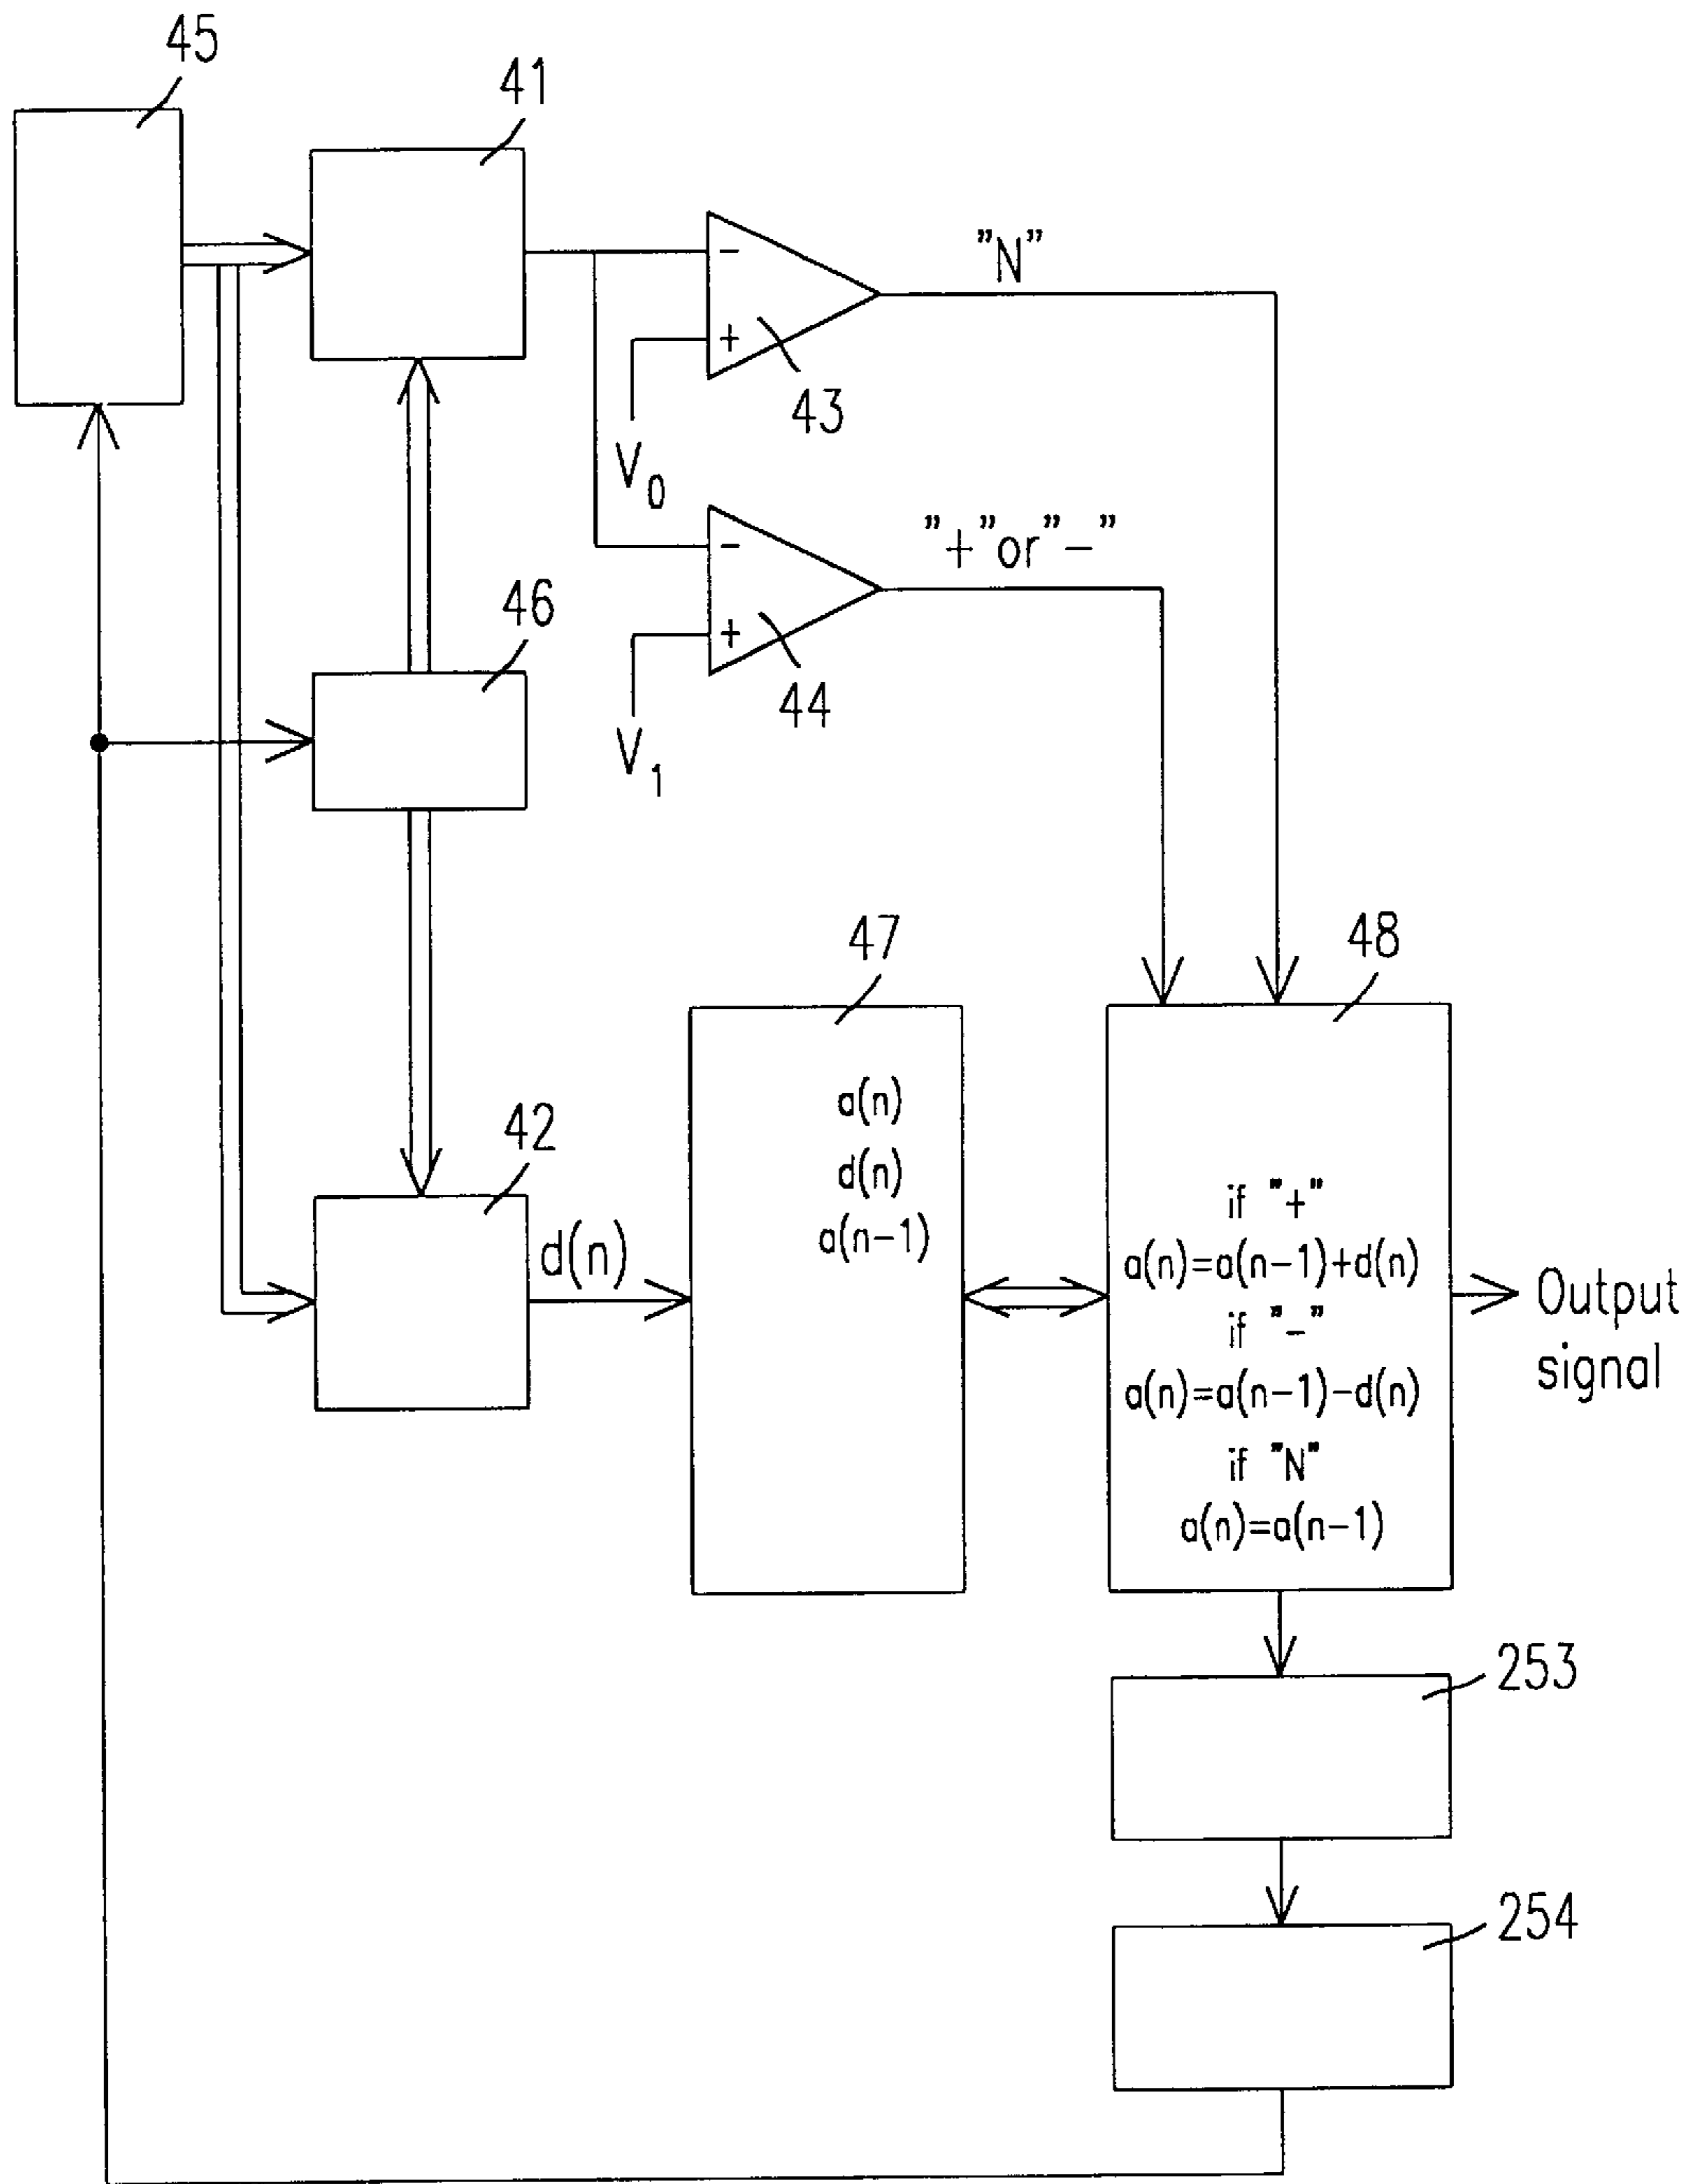 45
41
"N"
-
+
43
V0
"+"or"-"
-
+
44
V1
46
47
48
a(n)
d(n)
a(n-1)
42
d(n)
if "+"
a(n)=a(n-1)+d(n)
if "-"
a(n)=a(n-1)-d(n)
if "N"
a(n)=a(n-1)
Output
signal
253
254